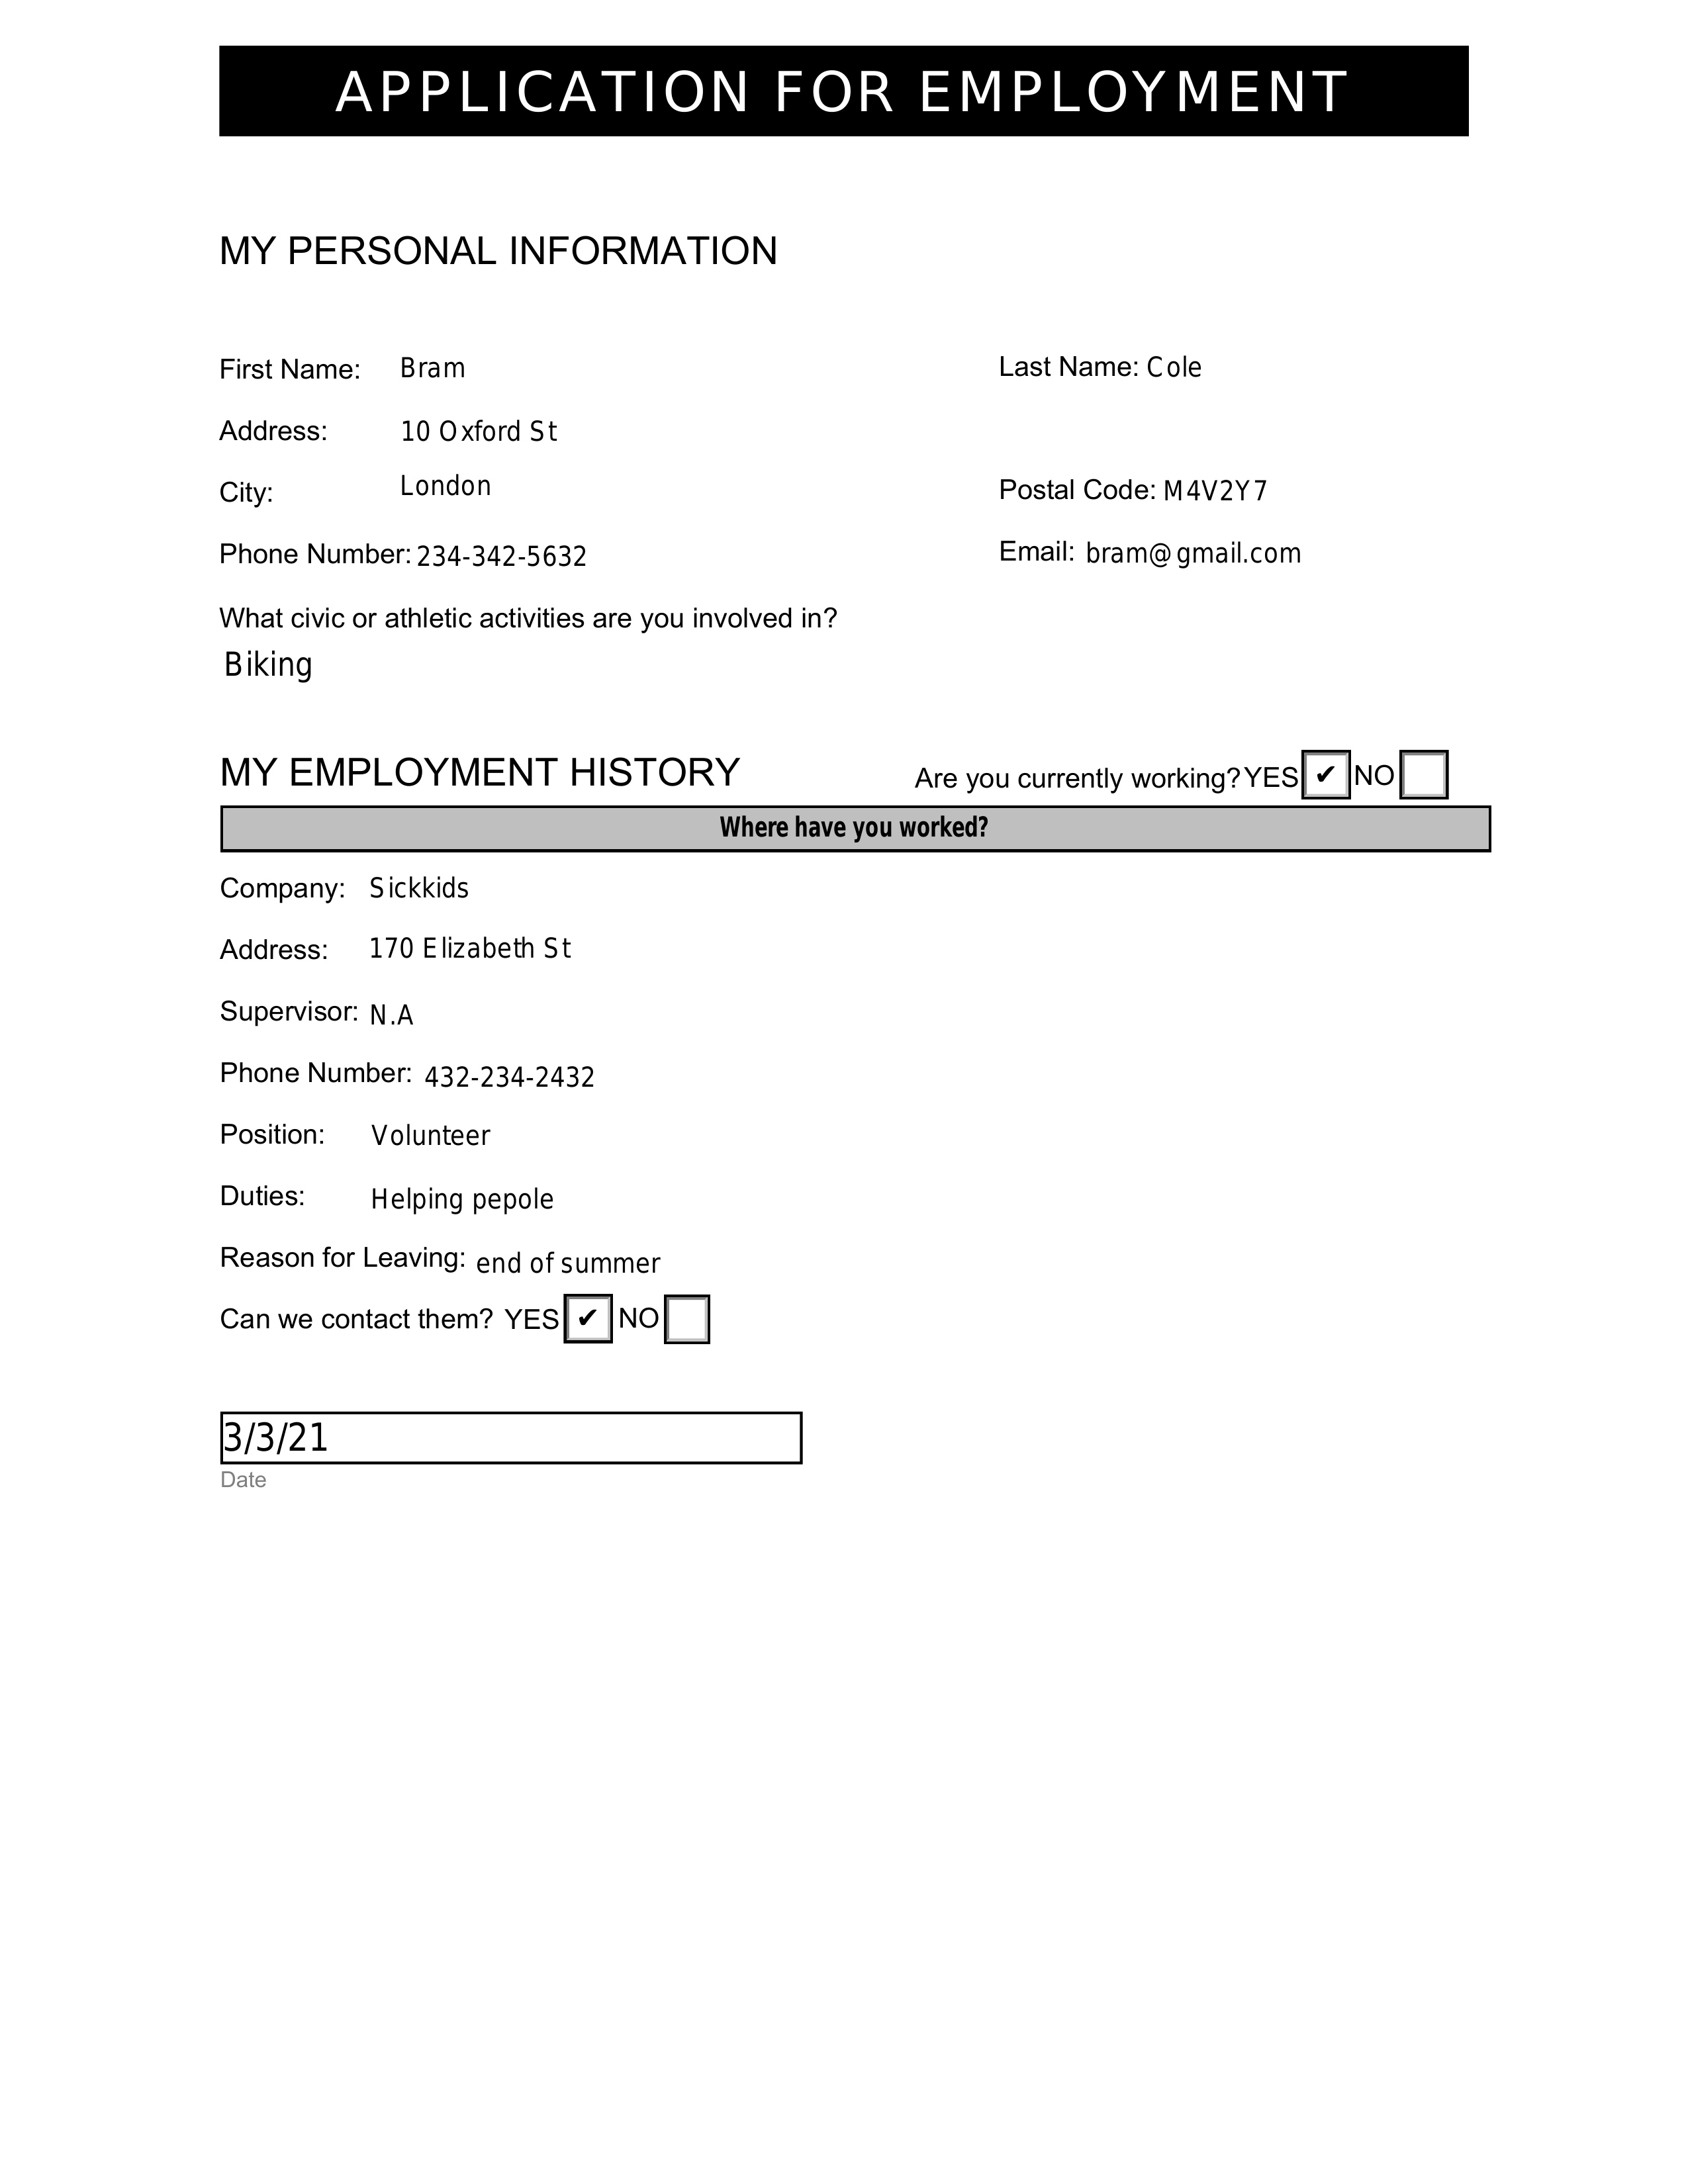 APPLICATION FOR EMPLOYMENT
MY PERSONAL INFORMATION
First Name: Bram Last Name: Cole
Address: 10 Oxford St
City: London Postal Code: M4V2Y7
Phone Number: 234-342-5632 Email: bram@gmail.com
What civic or athletic activities are you involved in?
Biking
MY EMPLOYMENT HISTORY Are you currently working? YES ✔ NO
Where have you worked?
Company: Sickkids
Address: 170 Elizabeth St
Supervisor: N.A
Phone Number: 432-234-2432
Position: Volunteer
Duties: Helping pepole
Reason for Leaving: end of summer
Can we contact them? YES ✔ NO
3/3/21
Date